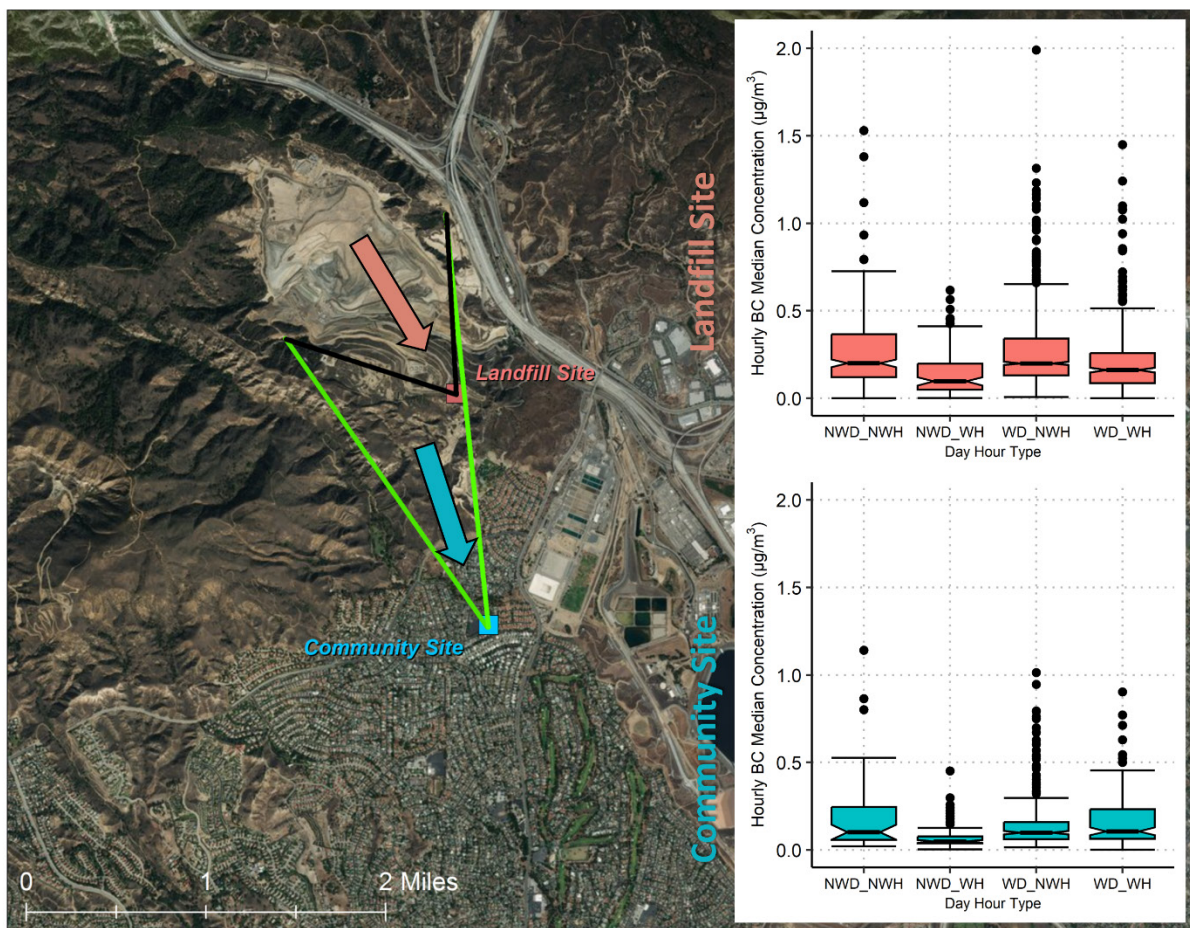 Landfill Site
Community Site
0 1 2 Miles
Landfill Site
Hourly BC Median Concentration (µg/m³)
2.0
1.5
1.0
0.5
0.0
NWD_NWH NWD_WH WD_NWH WD_WH
Day Hour Type
Community Site
Hourly BC Median Concentration (µg/m³)
2.0
1.5
1.0
0.5
0.0
NWD_NWH NWD_WH WD_NWH WD_WH
Day Hour Type